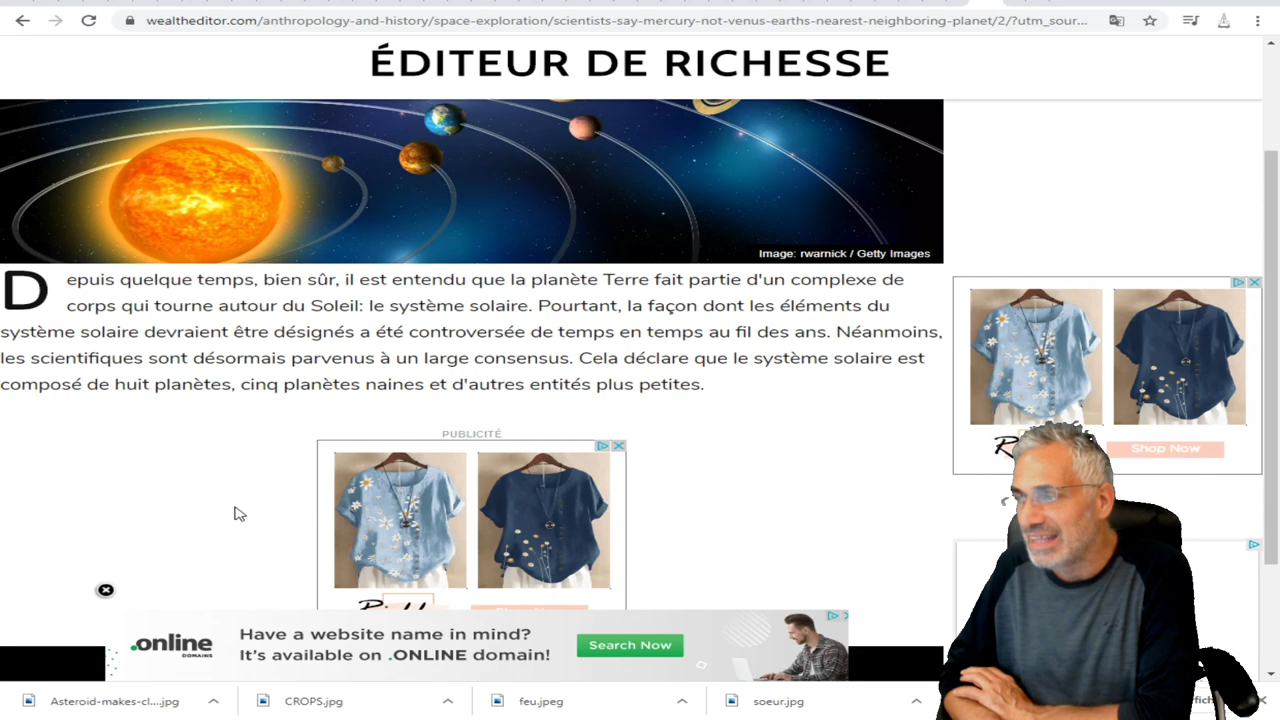 wealtheditor.com/anthropology-and-history/space-exploration/scientists-say-mercury-not-venus-earths-nearest-neighboring-planet/2/?utm_sour...
ÉDITEUR DE RICHESSE
Image: rwarnick / Getty Images
Depuis quelque temps, bien sûr, il est entendu que la planète Terre fait partie d'un complexe de
corps qui tourne autour du Soleil: le système solaire. Pourtant, la façon dont les éléments du
système solaire devraient être désignés a été controversée de temps en temps au fil des ans. Néanmoins,
les scientifiques sont désormais parvenus à un large consensus. Cela déclare que le système solaire est
composé de huit planètes, cinq planètes naines et d'autres entités plus petites.
PUBLICITÉ
Shop Now
.online
DOMAINS
Have a website name in mind?
It's available on .ONLINE domain!
Search Now
Asteroid-makes-cl....jpg
CROPS.jpg
feu.jpeg
soeur.jpg